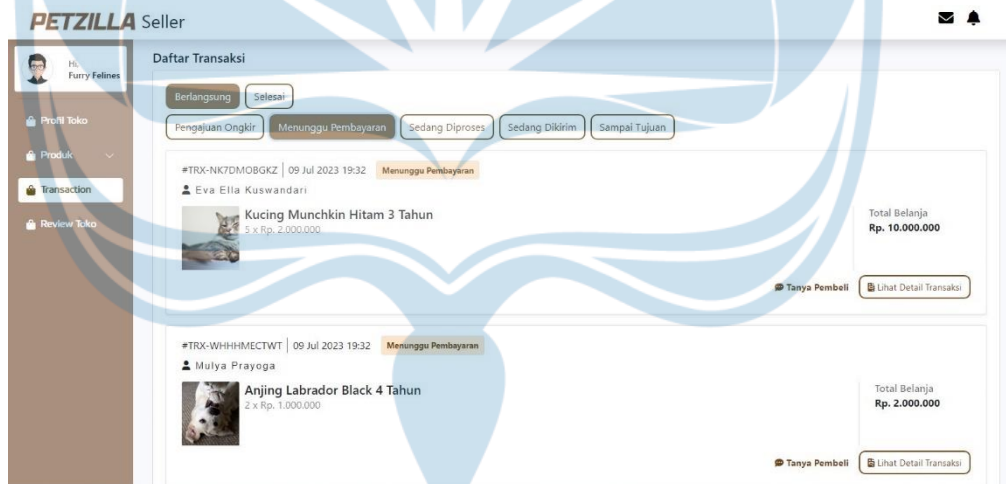 PETZILLA Seller
Hi,
Furry Felines
Profil Toko
Produk
Transaction
Review Toko
Daftar Transaksi
Berlangsung Selesai
Pengajuan Ongkir Menunggu Pembayaran Sedang Diproses Sedang Dikirim Sampai Tujuan
#TRX-NK7DMOBGKZ | 09 Jul 2023 19:32 Menunggu Pembayaran
Eva Ella Kuswandari
Kucing Munchkin Hitam 3 Tahun
5 x Rp. 2.000.000
Total Belanja
Rp. 10.000.000
Tanya Pembeli Lihat Detail Transaksi
#TRX-WHHHMECTWT | 09 Jul 2023 19:32 Menunggu Pembayaran
Mulya Prayoga
Anjing Labrador Black 4 Tahun
2 x Rp. 1.000.000
Total Belanja
Rp. 2.000.000
Tanya Pembeli Lihat Detail Transaksi